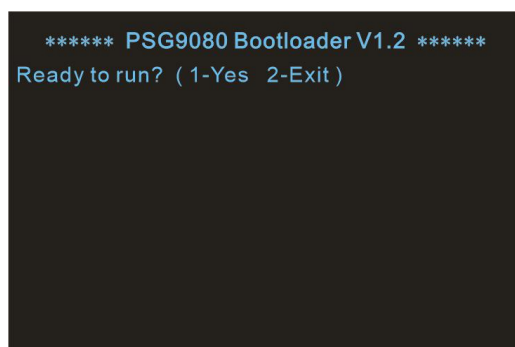 ****** PSG9080 Bootloader V1.2 ******
Ready to run? ( 1-Yes 2-Exit )